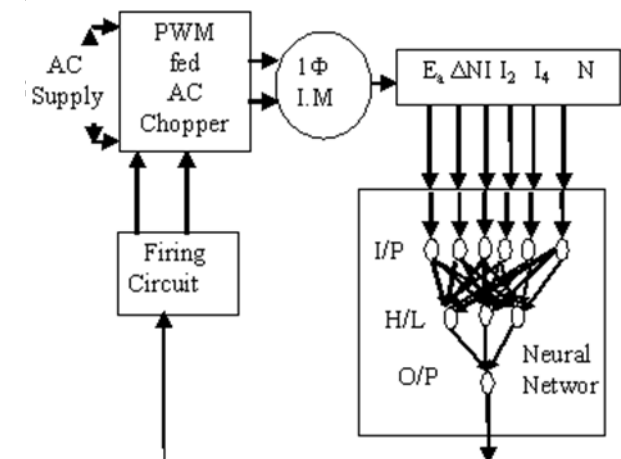 AC
Supply
PWM
fed
AC
Chopper
1Φ
I.M
Eₐ ΔNI I₂ I₄ N
Firing
Circuit
I/P
H/L
O/P
Neural
Networ